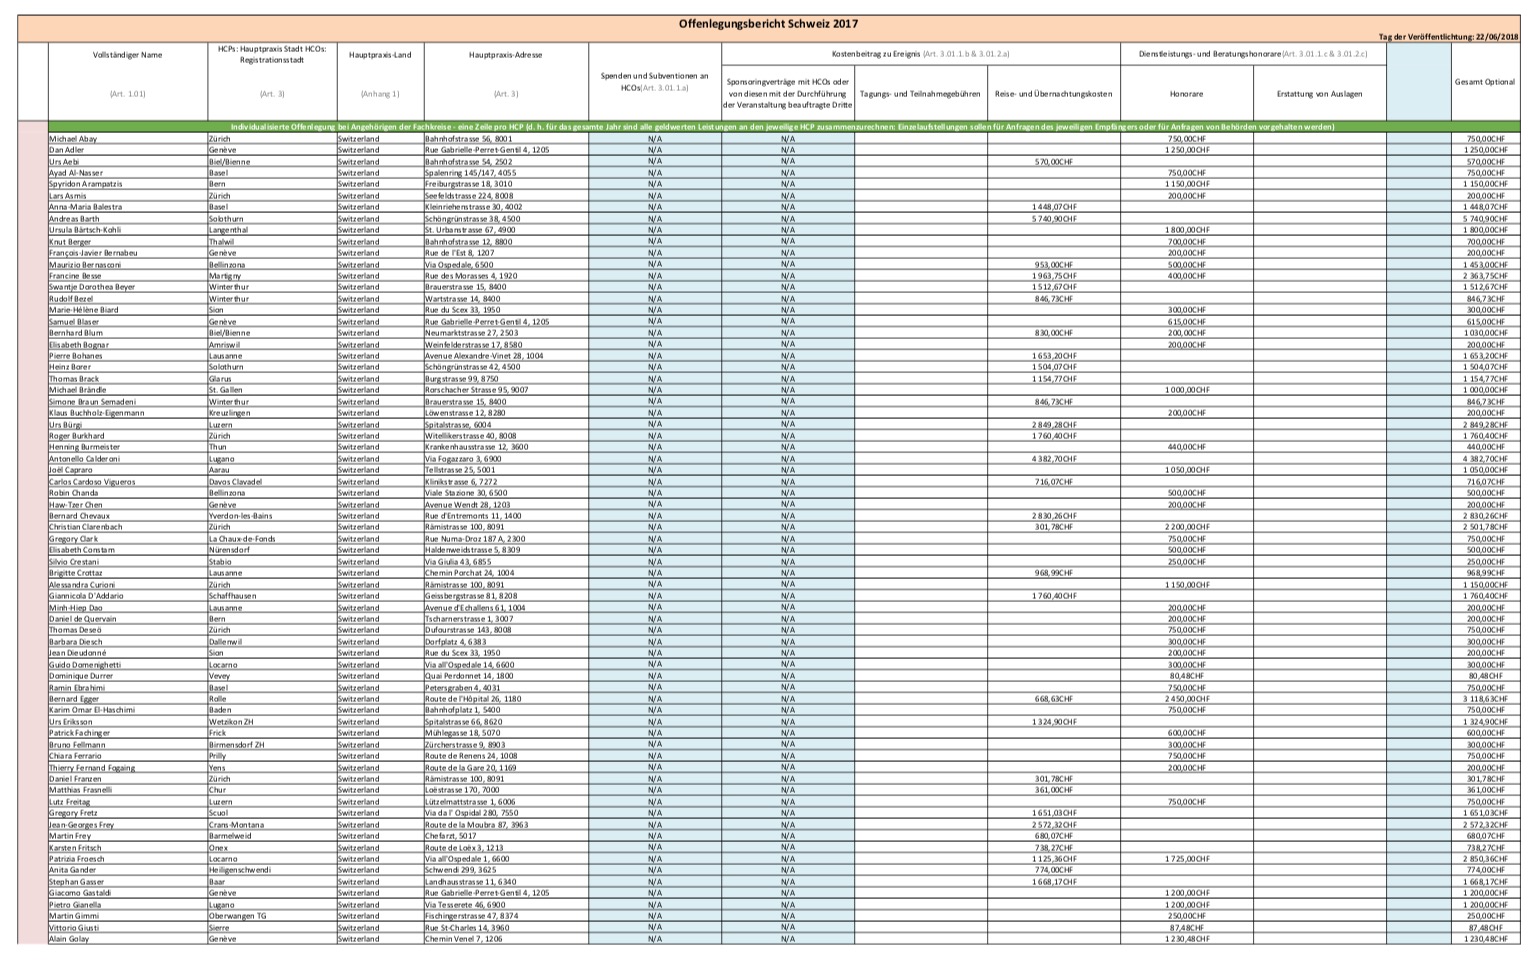 Offenlegungsbericht Schweiz 2017
Tag der Veröffentlichtung: 22/06/2018
Vollständiger Name (Art. 1.01) HCPs: Hauptpraxis Stadt HCOs: Registrationsstadt (Art. 3) Hauptpraxis-Land (Anhang 1) Hauptpraxis-Adresse (Art. 3) Spenden und Subventionen an HCOs(Art. 3.01.1.a) Kostenbeitrag zu Ereignis (Art. 3.01.1.b & 3.01.2.a) Dienstleistungs- und Beratungshonorare(Art. 3.01.1.c & 3.01.2.c) Gesamt Optional
Sponsoringverträge mit HCOs oder von diesen mit der Durchführung der Veranstaltung beauftragte Dritte Tagungs- und Teilnahmegebühren Reise- und Übernachtungskosten Honorare Erstattung von Auslagen
Individualisierte Offenlegung bei Angehörigen der Fachkreise - eine Zeile pro HCP (d. h. für das gesamte Jahr sind alle geldwerten Leistungen an den jeweilige HCP zusammenzurechnen: Einzelaufstellungen sollen für Anfragen des jeweiligen Empfängers oder für Anfragen von Behörden vorgehalten werden)
Michael Abay Zürich Switzerland Bahnhofstrasse 56, 8001 N/A N/A 750,00CHF 750,00CHF
Dan Adler Genève Switzerland Rue Gabrielle-Perret-Gentil 4, 1205 N/A N/A 1 250,00CHF 1 250,00CHF
Urs Aebi Biel/Bienne Switzerland Bahnhofstrasse 54, 2502 N/A N/A 570,00CHF 570,00CHF
Ayad Al-Nasser Basel Switzerland Spalenring 145/147, 4055 N/A N/A 750,00CHF 750,00CHF
Spyridon Arampatzis Bern Switzerland Freiburgstrasse 18, 3010 N/A N/A 1 150,00CHF 1 150,00CHF
Lars Asmis Zürich Switzerland Seefeldstrasse 224, 8008 N/A N/A 200,00CHF 200,00CHF
Anna-Maria Balestra Basel Switzerland Kleinriehenstrasse 30, 4002 N/A N/A 1 448,07CHF 1 448,07CHF
Andreas Barth Solothurn Switzerland Schöngrünstrasse 38, 4500 N/A N/A 5 740,90CHF 5 740,90CHF
Ursula Bärtsch-Kohli Langenthal Switzerland St. Urbanstrasse 67, 4900 N/A N/A 1 800,00CHF 1 800,00CHF
Knut Berger Thalwil Switzerland Bahnhofstrasse 12, 8800 N/A N/A 700,00CHF 700,00CHF
François-Javier Bernabeu Genève Switzerland Rue de l'Est 8, 1207 N/A N/A 200,00CHF 200,00CHF
Maurizio Bernasconi Bellinzona Switzerland Via Ospedale, 6500 N/A N/A 953,00CHF 500,00CHF 1 453,00CHF
Francine Besse Martigny Switzerland Rue des Morasses 4, 1920 N/A N/A 1 963,75CHF 400,00CHF 2 363,75CHF
Swantje Dorothea Beyer Winterthur Switzerland Brauerstrasse 15, 8400 N/A N/A 1 512,67CHF 1 512,67CHF
Rudolf Bezel Winterthur Switzerland Wartstrasse 14, 8400 N/A N/A 846,73CHF 846,73CHF
Marie-Hélène Biard Sion Switzerland Rue du Scex 33, 1950 N/A N/A 300,00CHF 300,00CHF
Samuel Blaser Genève Switzerland Rue Gabrielle-Perret-Gentil 4, 1205 N/A N/A 615,00CHF 615,00CHF
Bernhard Blum Biel/Bienne Switzerland Neumarktstrasse 27, 2503 N/A N/A 830,00CHF 200,00CHF 1 030,00CHF
Elisabeth Bognar Amriswil Switzerland Weinfelderstrasse 17, 8580 N/A N/A 200,00CHF 200,00CHF
Pierre Bohanes Lausanne Switzerland Avenue Alexandre-Vinet 28, 1004 N/A N/A 1 653,20CHF 1 653,20CHF
Heinz Borer Solothurn Switzerland Schöngrünstrasse 42, 4500 N/A N/A 1 504,07CHF 1 504,07CHF
Thomas Brack Glarus Switzerland Burgstrasse 99, 8750 N/A N/A 1 154,77CHF 1 154,77CHF
Michael Brändle St. Gallen Switzerland Rorschacher Strasse 95, 9007 N/A N/A 1 000,00CHF 1 000,00CHF
Simone Braun Semadeni Winterthur Switzerland Brauerstrasse 15, 8400 N/A N/A 846,73CHF 846,73CHF
Klaus Buchholz-Eigenmann Kreuzlingen Switzerland Löwenstrasse 12, 8280 N/A N/A 200,00CHF 200,00CHF
Urs Bürgi Luzern Switzerland Spitalstrasse, 6004 N/A N/A 2 849,28CHF 2 849,28CHF
Roger Burkhard Zürich Switzerland Witellikerstrasse 40, 8008 N/A N/A 1 760,40CHF 1 760,40CHF
Henning Burmeister Thun Switzerland Krankenhausstrasse 12, 3600 N/A N/A 440,00CHF 440,00CHF
Antonello Calderoni Lugano Switzerland Via Fogazzaro 3, 6900 N/A N/A 4 382,70CHF 4 382,70CHF
Joël Capraro Aarau Switzerland Tellstrasse 25, 5001 N/A N/A 1 050,00CHF 1 050,00CHF
Carlos Cardoso Vigueros Davos Clavadel Switzerland Klinikstrasse 6, 7272 N/A N/A 716,07CHF 716,07CHF
Robin Chanda Bellinzona Switzerland Viale Stazione 30, 6500 N/A N/A 500,00CHF 500,00CHF
Haw-Tzer Chen Genève Switzerland Avenue Wendt 28, 1203 N/A N/A 200,00CHF 200,00CHF
Bernard Chevaux Yverdon-les-Bains Switzerland Rue d'Entremonts 11, 1400 N/A N/A 2 830,26CHF 2 830,26CHF
Christian Clarenbach Zürich Switzerland Rämistrasse 100, 8091 N/A N/A 301,78CHF 2 200,00CHF 2 501,78CHF
Gregory Clark La Chaux-de-Fonds Switzerland Rue Numa-Droz 187 A, 2300 N/A N/A 750,00CHF 750,00CHF
Elisabeth Constam Nürensdorf Switzerland Haldenweidstrasse 5, 8309 N/A N/A 500,00CHF 500,00CHF
Silvio Crestani Stabio Switzerland Via Giulia 43, 6855 N/A N/A 250,00CHF 250,00CHF
Brigitte Crottaz Lausanne Switzerland Chemin Porchat 24, 1004 N/A N/A 968,99CHF 968,99CHF
Alessandra Curioni Zürich Switzerland Rämistrasse 100, 8091 N/A N/A 1 150,00CHF 1 150,00CHF
Giannicola D'Addario Schaffhausen Switzerland Geissbergstrasse 81, 8208 N/A N/A 1 760,40CHF 1 760,40CHF
Minh-Hiep Dao Lausanne Switzerland Avenue d'Echallens 61, 1004 N/A N/A 200,00CHF 200,00CHF
Daniel de Quervain Bern Switzerland Tscharnerstrasse 1, 3007 N/A N/A 200,00CHF 200,00CHF
Thomas Deseö Zürich Switzerland Dufourstrasse 143, 8008 N/A N/A 750,00CHF 750,00CHF
Barbara Diesch Dallenwil Switzerland Dorfplatz 4, 6383 N/A N/A 300,00CHF 300,00CHF
Jean Dieudonné Sion Switzerland Rue du Scex 33, 1950 N/A N/A 200,00CHF 200,00CHF
Guido Domenighetti Locarno Switzerland Via all'Ospedale 14, 6600 N/A N/A 300,00CHF 300,00CHF
Dominique Durrer Vevey Switzerland Quai Perdonnet 14, 1800 N/A N/A 80,48CHF 80,48CHF
Ramin Ebrahimi Basel Switzerland Petersgraben 4, 4031 N/A N/A 750,00CHF 750,00CHF
Bernard Egger Rolle Switzerland Route de l'Hôpital 26, 1180 N/A N/A 668,63CHF 2 450,00CHF 3 118,63CHF
Karim Omar El-Haschimi Baden Switzerland Bahnhofplatz 1, 5400 N/A N/A 750,00CHF 750,00CHF
Urs Eriksson Wetzikon ZH Switzerland Spitalstrasse 66, 8620 N/A N/A 1 324,90CHF 1 324,90CHF
Patrick Fachinger Frick Switzerland Mühlegasse 18, 5070 N/A N/A 600,00CHF 600,00CHF
Bruno Fellmann Birmensdorf ZH Switzerland Zürcherstrasse 9, 8903 N/A N/A 300,00CHF 300,00CHF
Chiara Ferrario Prilly Switzerland Route de Renens 24, 1008 N/A N/A 750,00CHF 750,00CHF
Thierry Fernand Fogaing Yens Switzerland Route de la Gare 20, 1169 N/A N/A 200,00CHF 200,00CHF
Daniel Franzen Zürich Switzerland Rämistrasse 100, 8091 N/A N/A 301,78CHF 301,78CHF
Matthias Frasnelli Chur Switzerland Loëstrasse 170, 7000 N/A N/A 361,00CHF 361,00CHF
Lutz Freitag Luzern Switzerland Lützelmattstrasse 1, 6006 N/A N/A 750,00CHF 750,00CHF
Gregory Fretz Scuol Switzerland Via da l' Ospidal 280, 7550 N/A N/A 1 651,03CHF 1 651,03CHF
Jean-Georges Frey Crans-Montana Switzerland Route de la Moubra 87, 3963 N/A N/A 2 572,32CHF 2 572,32CHF
Martin Frey Barmelweid Switzerland Chefarzt, 5017 N/A N/A 680,07CHF 680,07CHF
Karsten Fritsch Onex Switzerland Route de Loëx 3, 1213 N/A N/A 738,27CHF 738,27CHF
Patrizia Froesch Locarno Switzerland Via all'Ospedale 1, 6600 N/A N/A 1 125,36CHF 1 725,00CHF 2 850,36CHF
Anita Gander Heiligenschwendi Switzerland Schwendi 299, 3625 N/A N/A 774,00CHF 774,00CHF
Stephan Gasser Baar Switzerland Landhausstrasse 11, 6340 N/A N/A 1 668,17CHF 1 668,17CHF
Giacomo Gastaldi Genève Switzerland Rue Gabrielle-Perret-Gentil 4, 1205 N/A N/A 1 200,00CHF 1 200,00CHF
Pietro Gianella Lugano Switzerland Via Tesserete 46, 6900 N/A N/A 1 200,00CHF 1 200,00CHF
Martin Gimmi Oberwangen TG Switzerland Fischingerstrasse 47, 8374 N/A N/A 250,00CHF 250,00CHF
Vittorio Giusti Sierre Switzerland Rue St-Charles 14, 3960 N/A N/A 87,48CHF 87,48CHF
Alain Golay Genève Switzerland Chemin Venel 7, 1206 N/A N/A 1 230,48CHF 1 230,48CHF